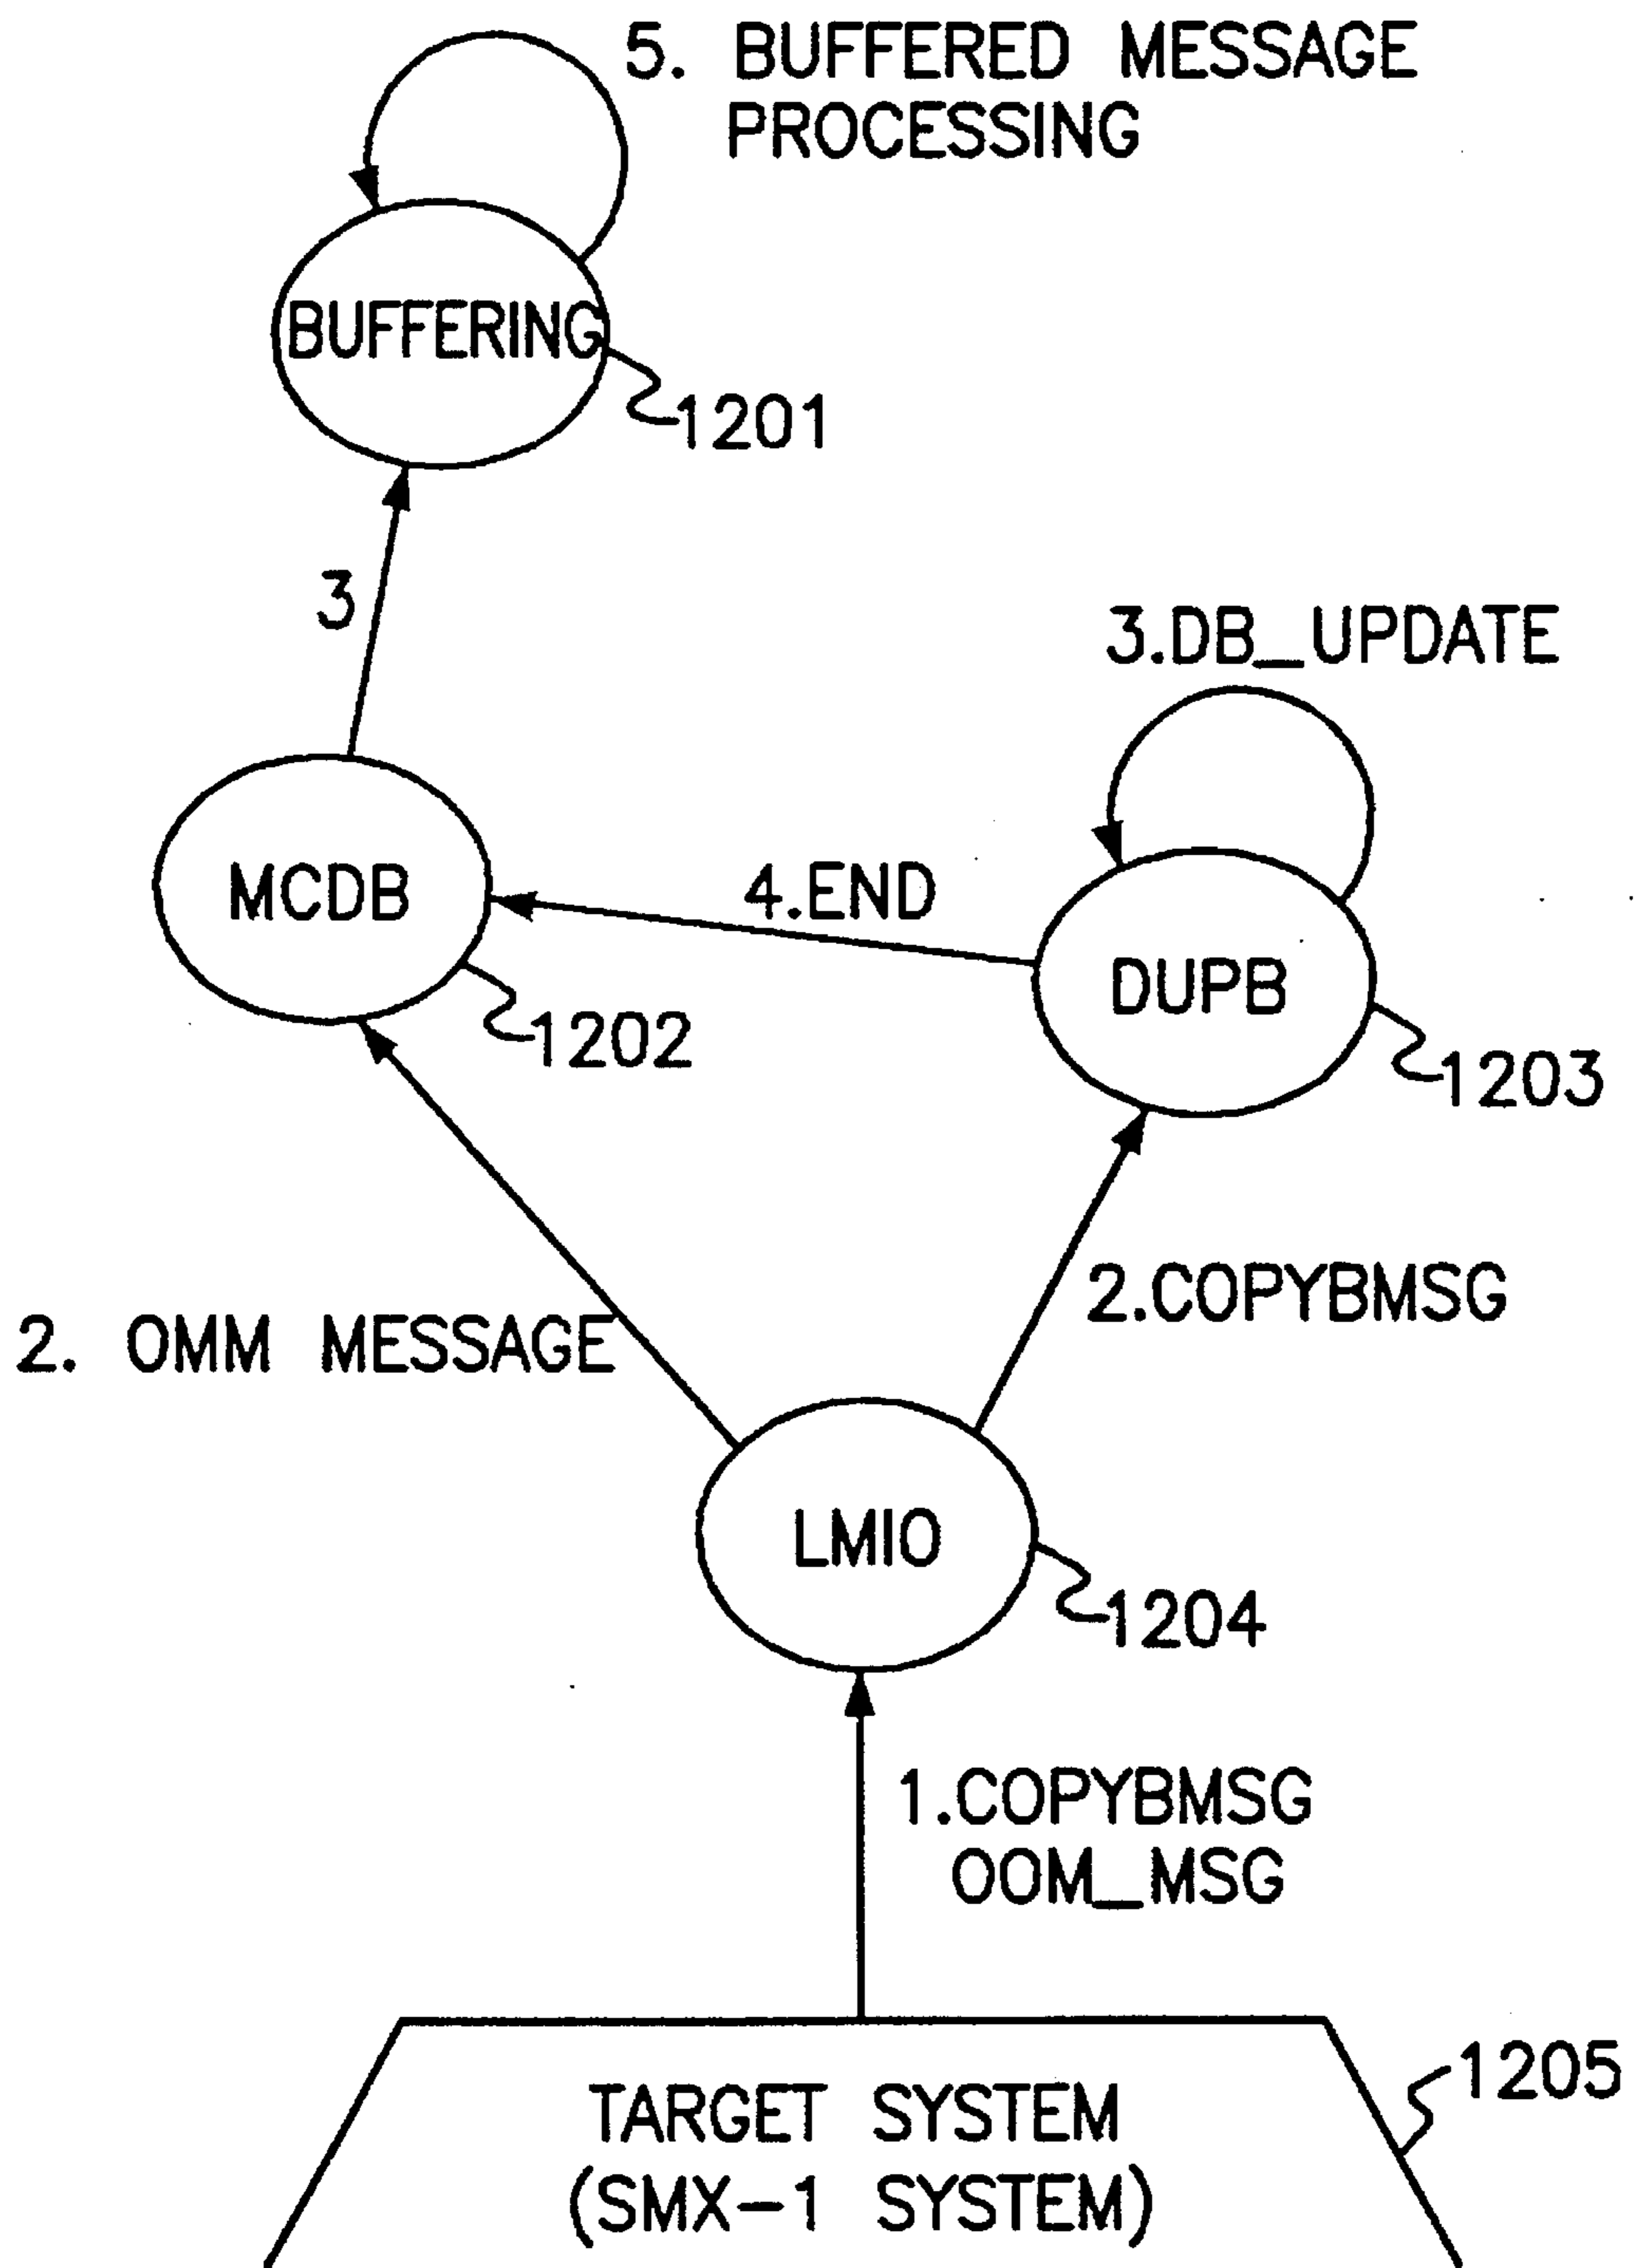 5. BUFFERED MESSAGE
PROCESSING
BUFFERING
1201
3
3.DB_UPDATE
MCDB
4.END
DUPB
1202
1203
2.COPYBMSG
2. OMM MESSAGE
LMIO
1204
1.COPYBMSG
OOM_MSG
1205
TARGET SYSTEM
(SMX-1 SYSTEM)